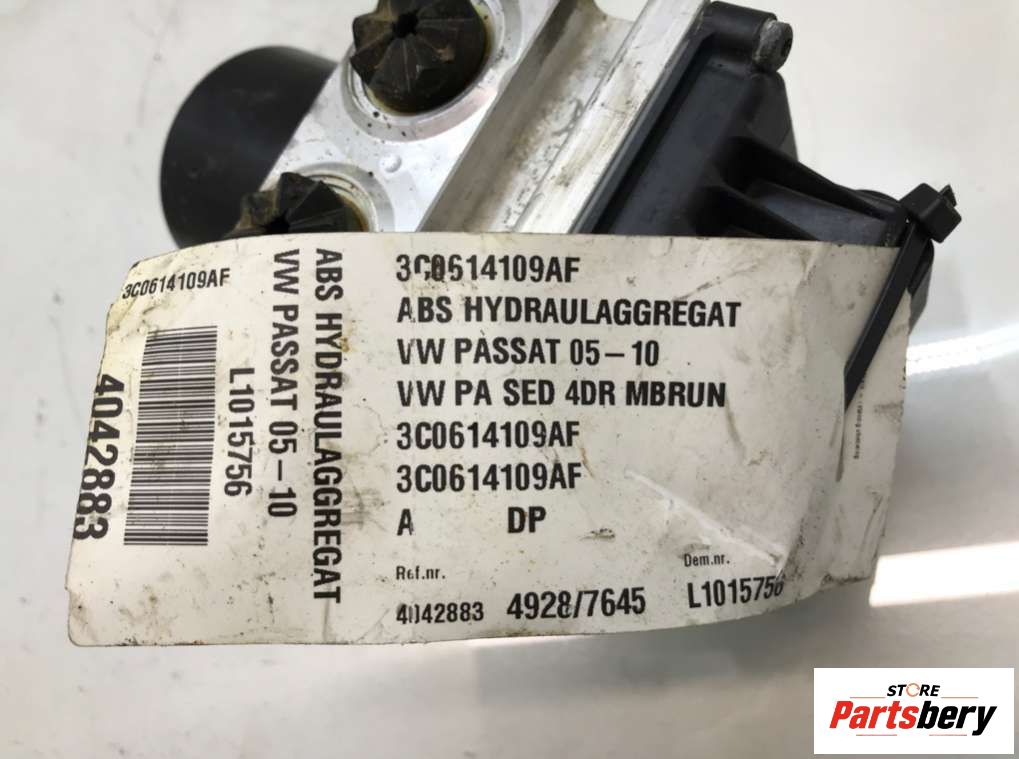 3C0614109AF
ABS HYDRAULAGGREGAT
VW PASSAT 05-10
L1015756
4042883
3C0614109AF
ABS HYDRAULAGGREGAT
VW PASSAT 05-10
VW PA SED 4DR MBRUN
3C0614109AF
3C0614109AF
A DP
Ref.nr.
Dem.nr.
4042883 4928/7645 L1015756
STORE
Partsbery